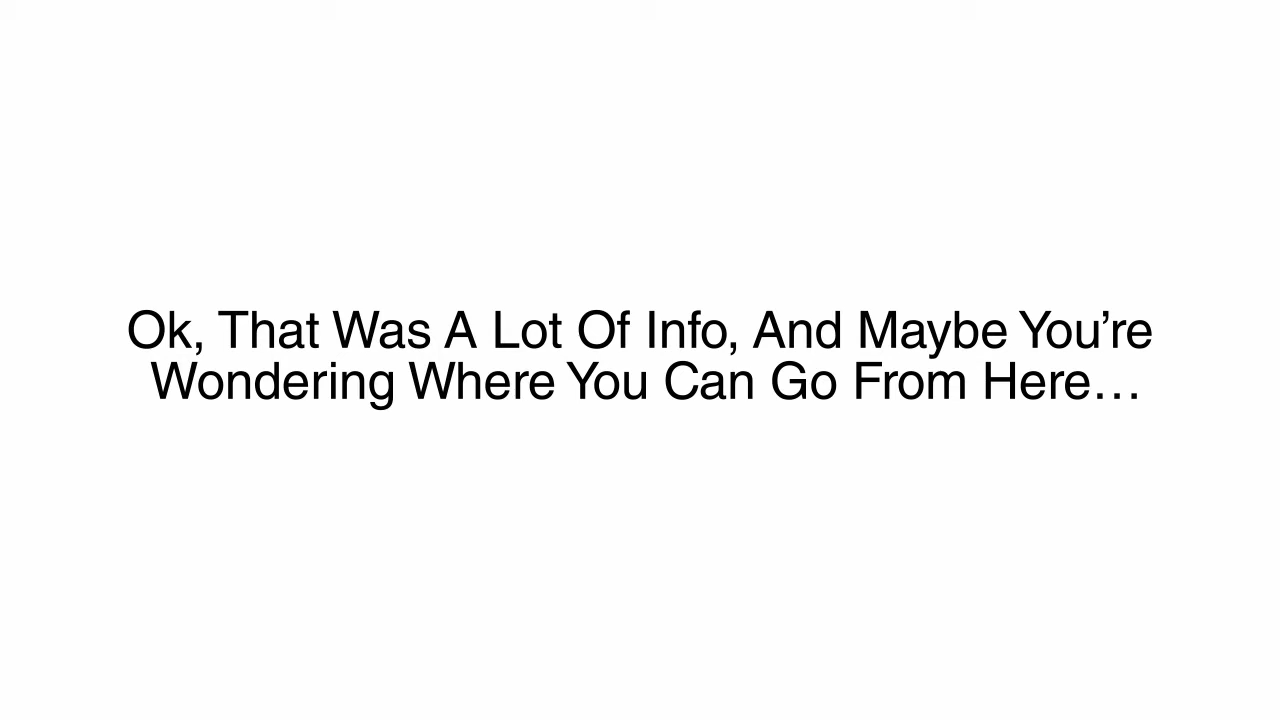 Ok, That Was A Lot Of Info, And Maybe You’re
Wondering Where You Can Go From Here…